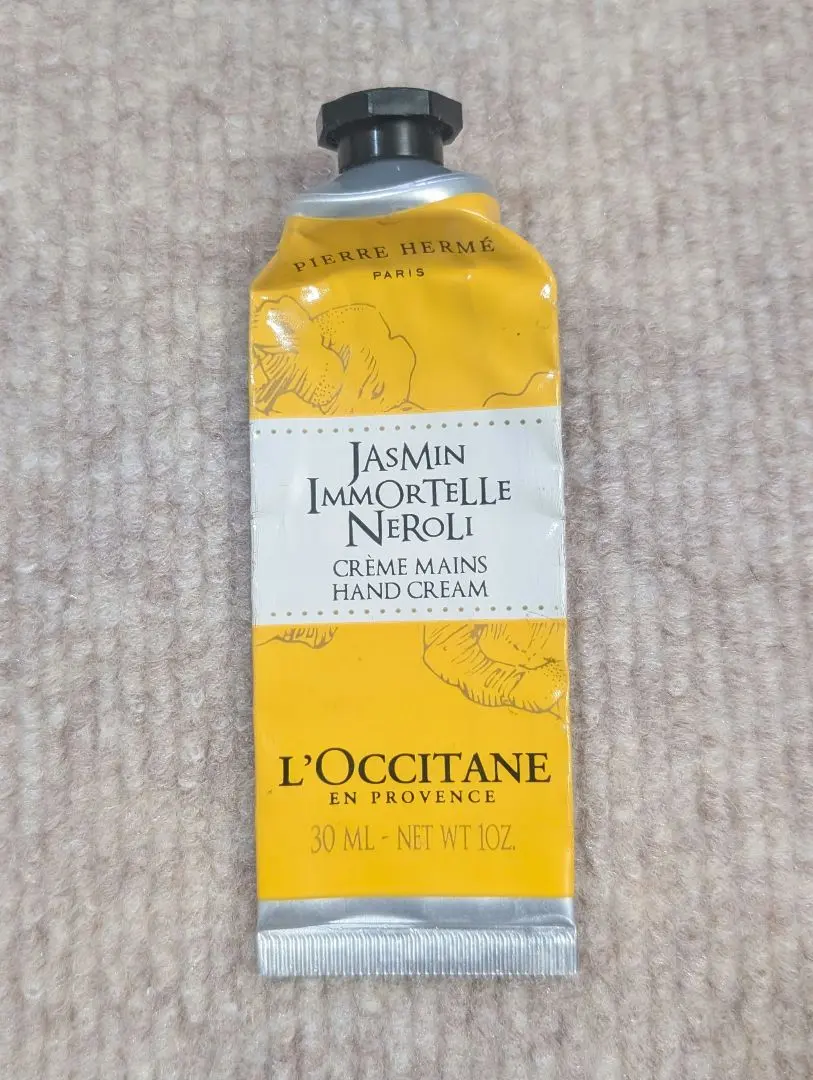 PIERRE HERMÉ
PARIS
JASMIN
IMMORTELLE
NEROLI
CRÈME MAINS
HAND CREAM
L'OCCITANE
EN PROVENCE
30 ML - NET WT 1OZ.